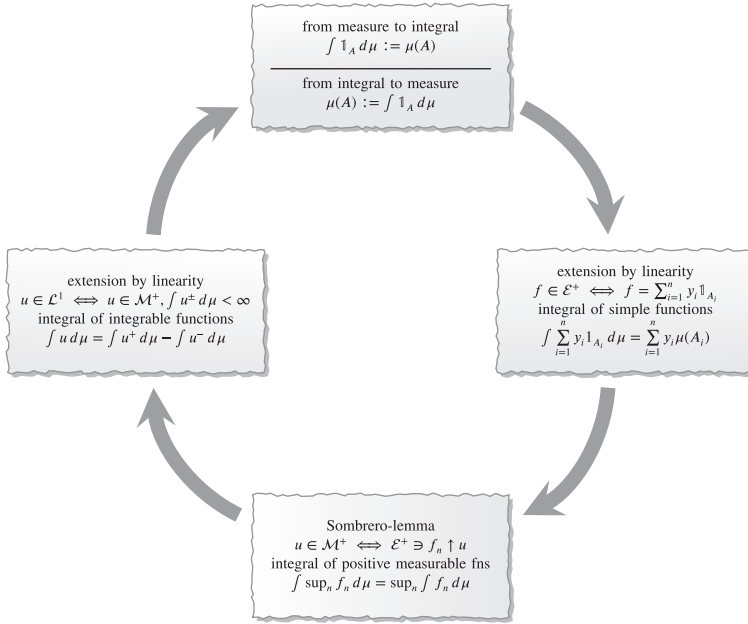 from measure to integral
∫ 𝟙_A dμ := μ(A)
from integral to measure
μ(A) := ∫ 𝟙_A dμ
extension by linearity
u ∈ ℒ¹ ⟺ u ∈ ℳ⁺, ∫ u^± dμ < ∞
integral of integrable functions
∫ u dμ = ∫ u⁺ dμ − ∫ u⁻ dμ
extension by linearity
f ∈ ℰ⁺ ⟺ f = ∑_{i=1}^n y_i 𝟙_{A_i}
integral of simple functions
∫ ∑_{i=1}^n y_i 1_{A_i} dμ = ∑_{i=1}^n y_i μ(A_i)
Sombrero-lemma
u ∈ ℳ⁺ ⟺ ℰ⁺ ∋ f_n ↑ u
integral of positive measurable fns
∫ sup_n f_n dμ = sup_n ∫ f_n dμ